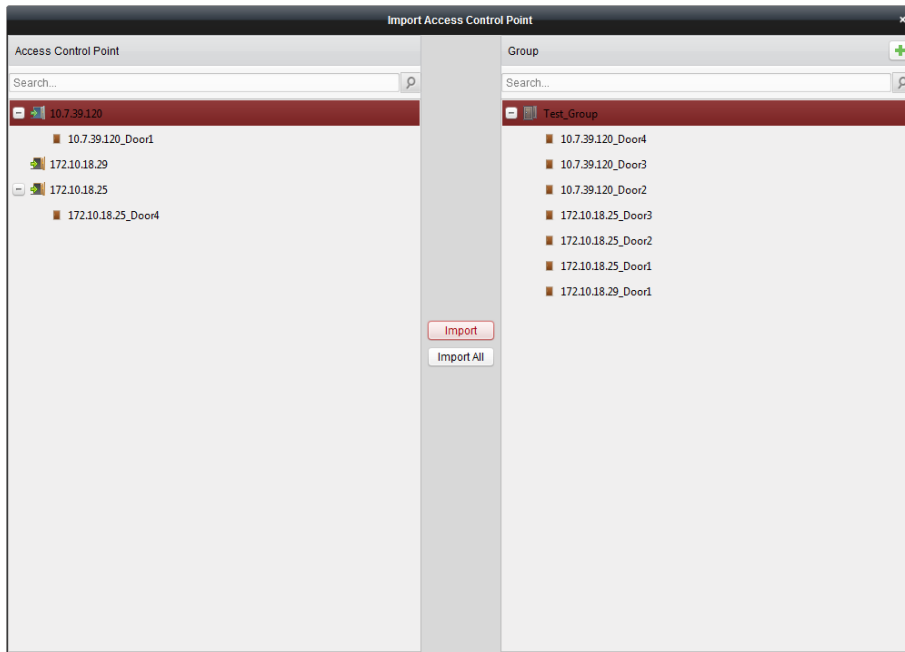 Import Access Control Point
Access Control Point
Search...
10.7.39.120
10.7.39.120_Door1
172.10.18.29
172.10.18.25
172.10.18.25_Door4
Import
Import All
Group
Search...
Test_Group
10.7.39.120_Door4
10.7.39.120_Door3
10.7.39.120_Door2
172.10.18.25_Door3
172.10.18.25_Door2
172.10.18.25_Door1
172.10.18.29_Door1